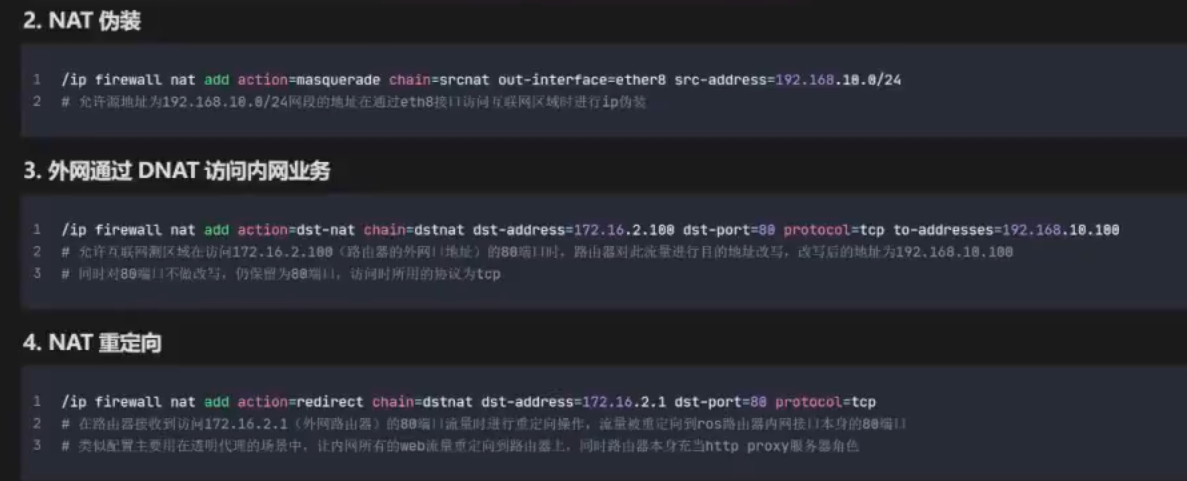 2. NAT 伪装
1 /ip firewall nat add action=masquerade chain=srcnat out-interface=ether8 src-address=192.168.10.0/24
2 # 允许源地址为192.168.10.0/24网段的地址在通过eth8接口访问互联网区域时进行ip伪装
3. 外网通过 DNAT 访问内网业务
1 /ip firewall nat add action=dst-nat chain=dstnat dst-address=172.16.2.100 dst-port=80 protocol=tcp to-addresses=192.168.10.100
2 # 允许互联网测区域在访问172.16.2.100（路由器的外网口地址）的80端口时，路由器对此流量进行目的地址改写，改写后的地址为192.168.10.100
3 # 同时对80端口不做改写，仍保留为80端口，访问时所用的协议为tcp
4. NAT 重定向
1 /ip firewall nat add action=redirect chain=dstnat dst-address=172.16.2.1 dst-port=80 protocol=tcp
2 # 在路由器接收到访问172.16.2.1（外网路由器）的80端口流量时进行重定向操作，流量被重定向到ros路由器内网接口本身的80端口
3 # 类似配置主要用在透明代理的场景中，让内网所有的web流量重定向到路由器上，同时路由器本身充当http proxy服务器角色